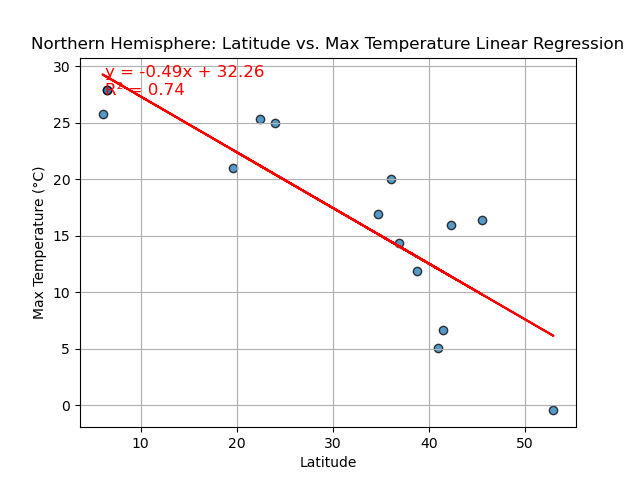 Northern Hemisphere: Latitude vs. Max Temperature Linear Regression
y = -0.49x + 32.26
R² = 0.74
Max Temperature (°C)
30
25
20
15
10
5
0
10 20 30 40 50
Latitude